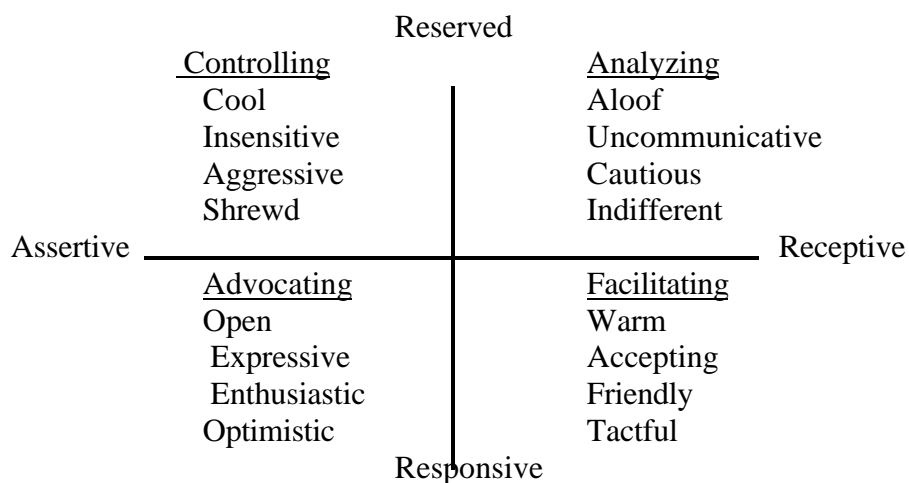 Reserved
Controlling Analyzing
Cool Aloof
Insensitive Uncommunicative
Aggressive Cautious
Shrewd Indifferent
Assertive Receptive
Advocating Facilitating
Open Warm
Expressive Accepting
Enthusiastic Friendly
Optimistic Tactful
Responsive